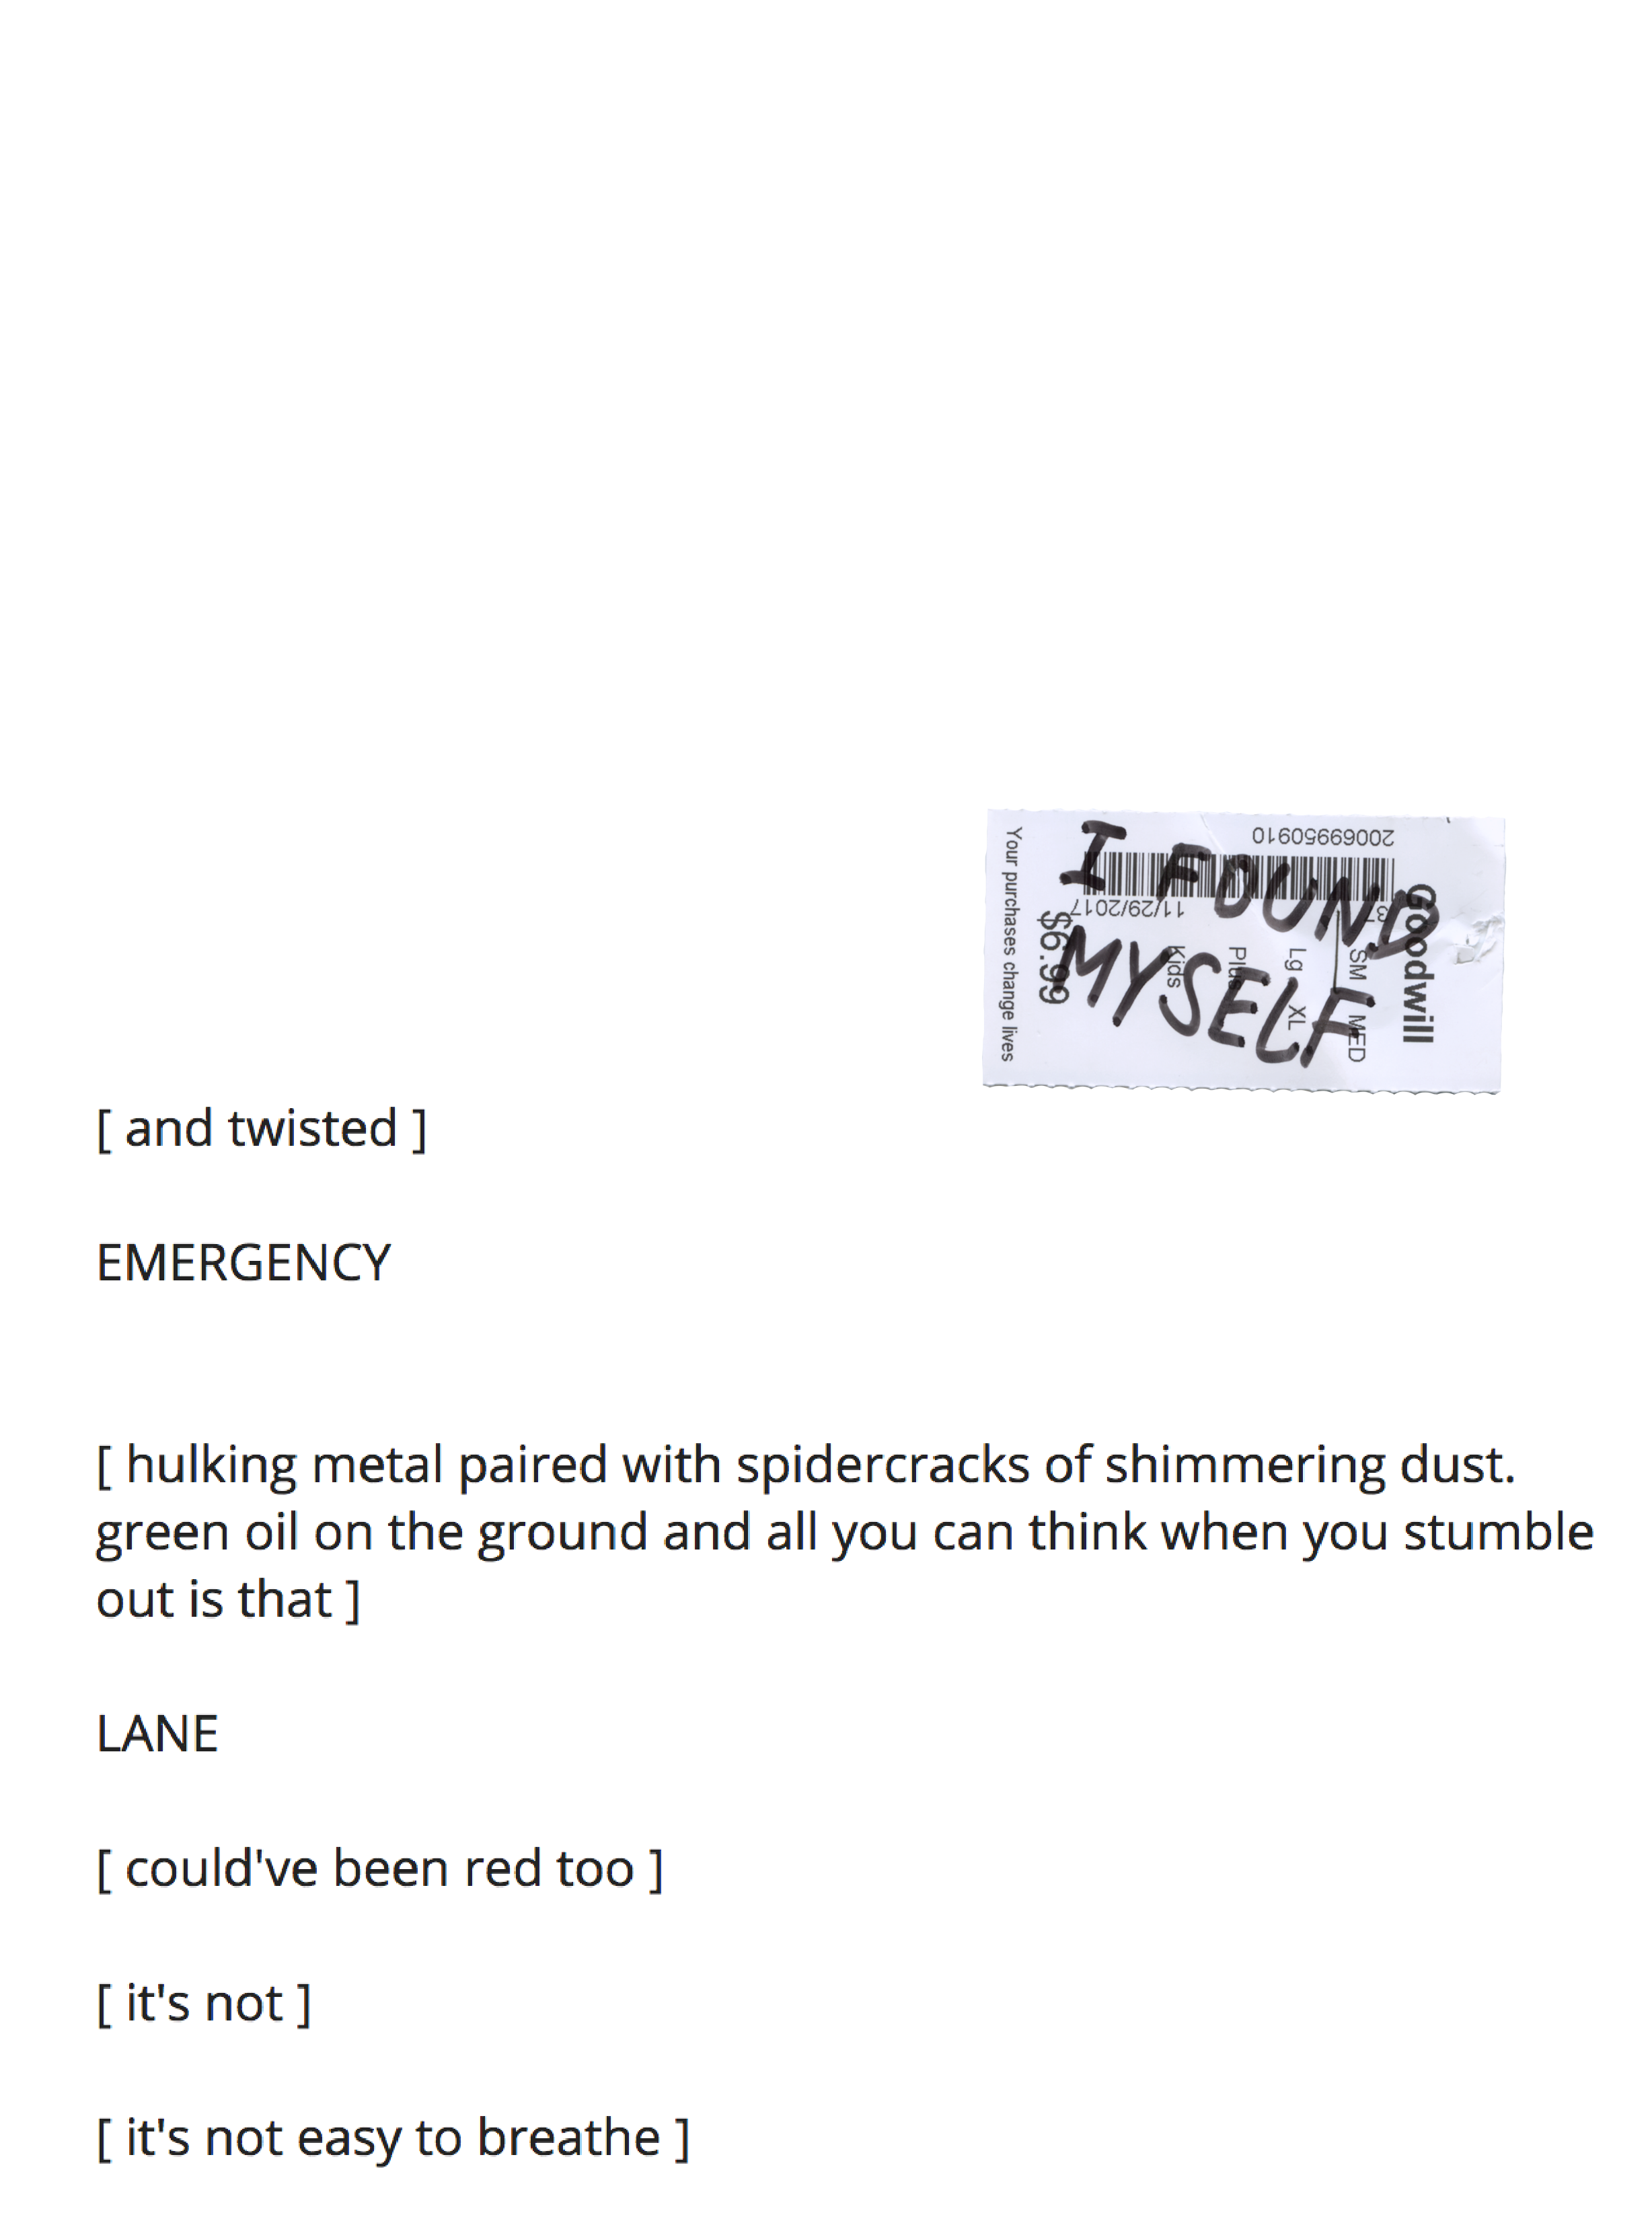 I FOUND
MYSELF
Goodwill
SM MED
Lg XL
Plus
Kids
$6.99
Your purchases change lives
20069950910
37
11/29/2017
[ and twisted ]
EMERGENCY
[ hulking metal paired with spidercracks of shimmering dust.
green oil on the ground and all you can think when you stumble
out is that ]
LANE
[ could've been red too ]
[ it's not ]
[ it's not easy to breathe ]